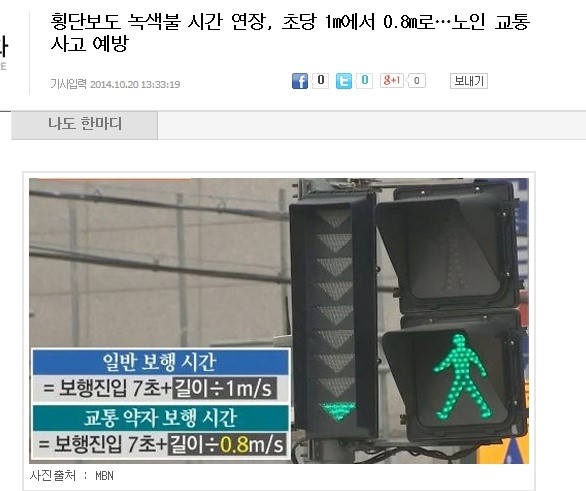 횡단보도 녹색불 시간 연장, 초당 1m에서 0.8m로…노인 교통
사고 예방
기사입력 2014.10.20 13:33:19
0 0 g+1 0 보내기
나도 한마디
일반 보행 시간
= 보행진입 7초+길이÷1m/s
교통 약자 보행 시간
= 보행진입 7초+길이÷0.8m/s
사진출처 : MBN